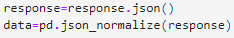 response=response.json()
data=pd.json_normalize(response)